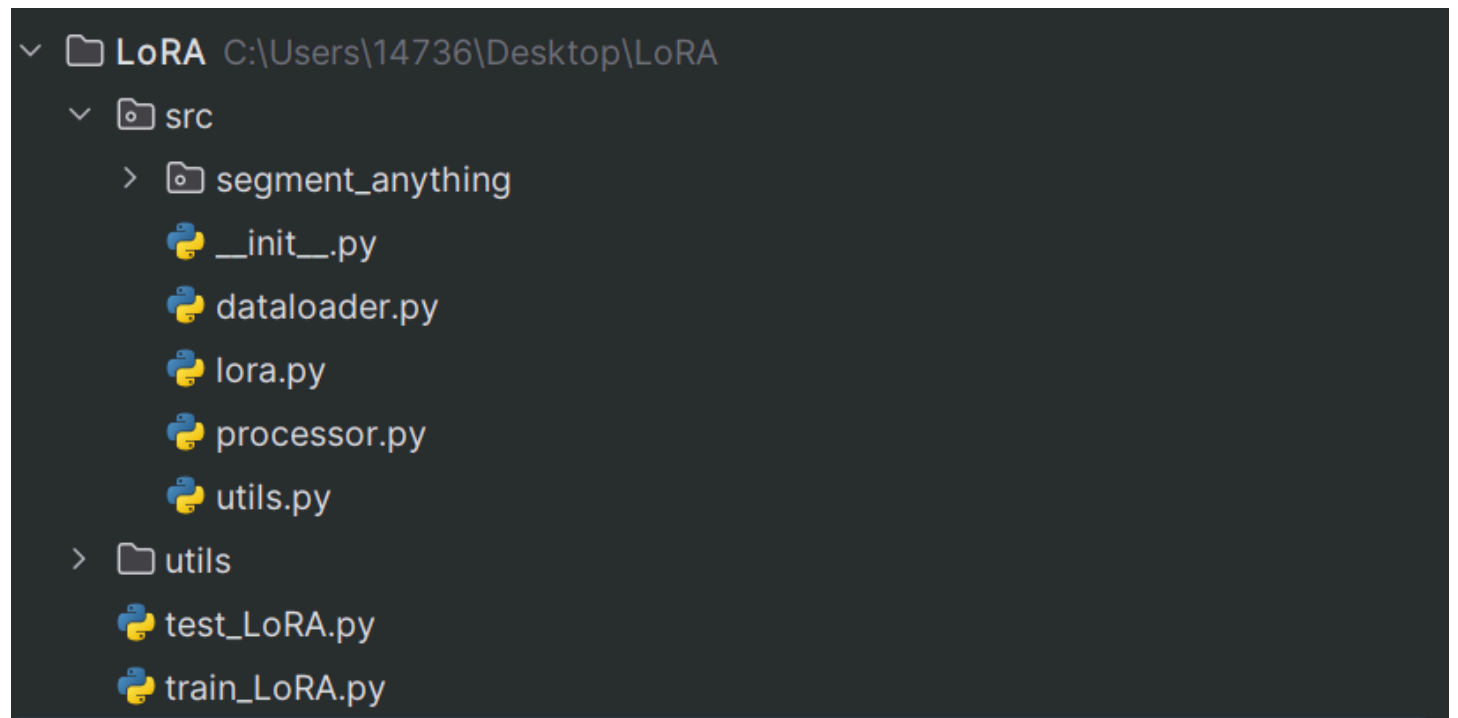 LoRA C:\Users\14736\Desktop\LoRA
src
segment_anything
__init__.py
dataloader.py
lora.py
processor.py
utils.py
utils
test_LoRA.py
train_LoRA.py